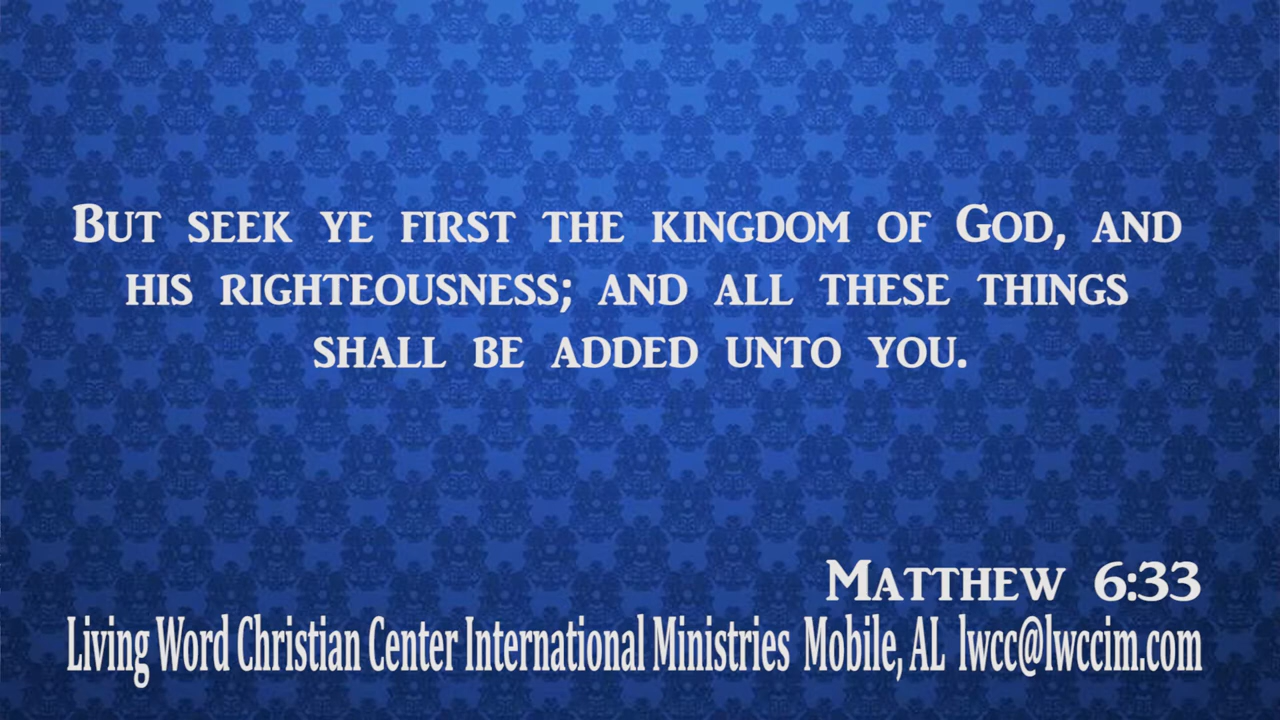 But seek ye first the kingdom of God, and
his righteousness; and all these things
shall be added unto you.
Matthew 6:33
Living Word Christian Center International Ministries Mobile, AL lwcc@lwccim.com